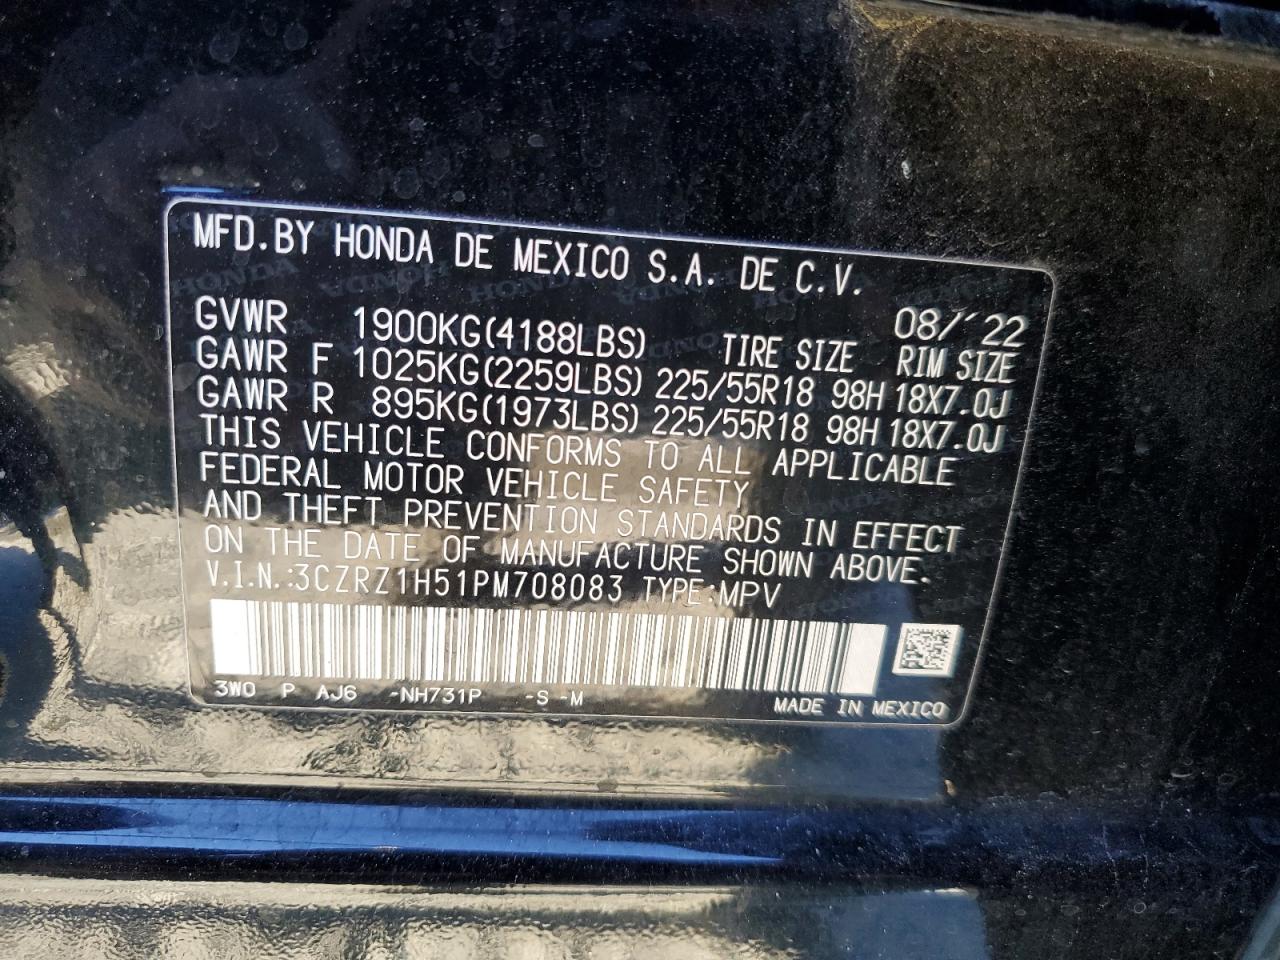 MFD.BY HONDA DE MEXICO S.A. DE C.V.
08/'22
GVWR 1900KG(4188LBS) TIRE SIZE RIM SIZE
GAWR F 1025KG(2259LBS) 225/55R18 98H 18X7.0J
GAWR R 895KG(1973LBS) 225/55R18 98H 18X7.0J
THIS VEHICLE CONFORMS TO ALL APPLICABLE
FEDERAL MOTOR VEHICLE SAFETY
AND THEFT PREVENTION STANDARDS IN EFFECT
ON THE DATE OF MANUFACTURE SHOWN ABOVE.
V.I.N.:3CZRZ1H51PM708083 TYPE:MPV
3W0 P AJ6 -NH731P -S -M
MADE IN MEXICO